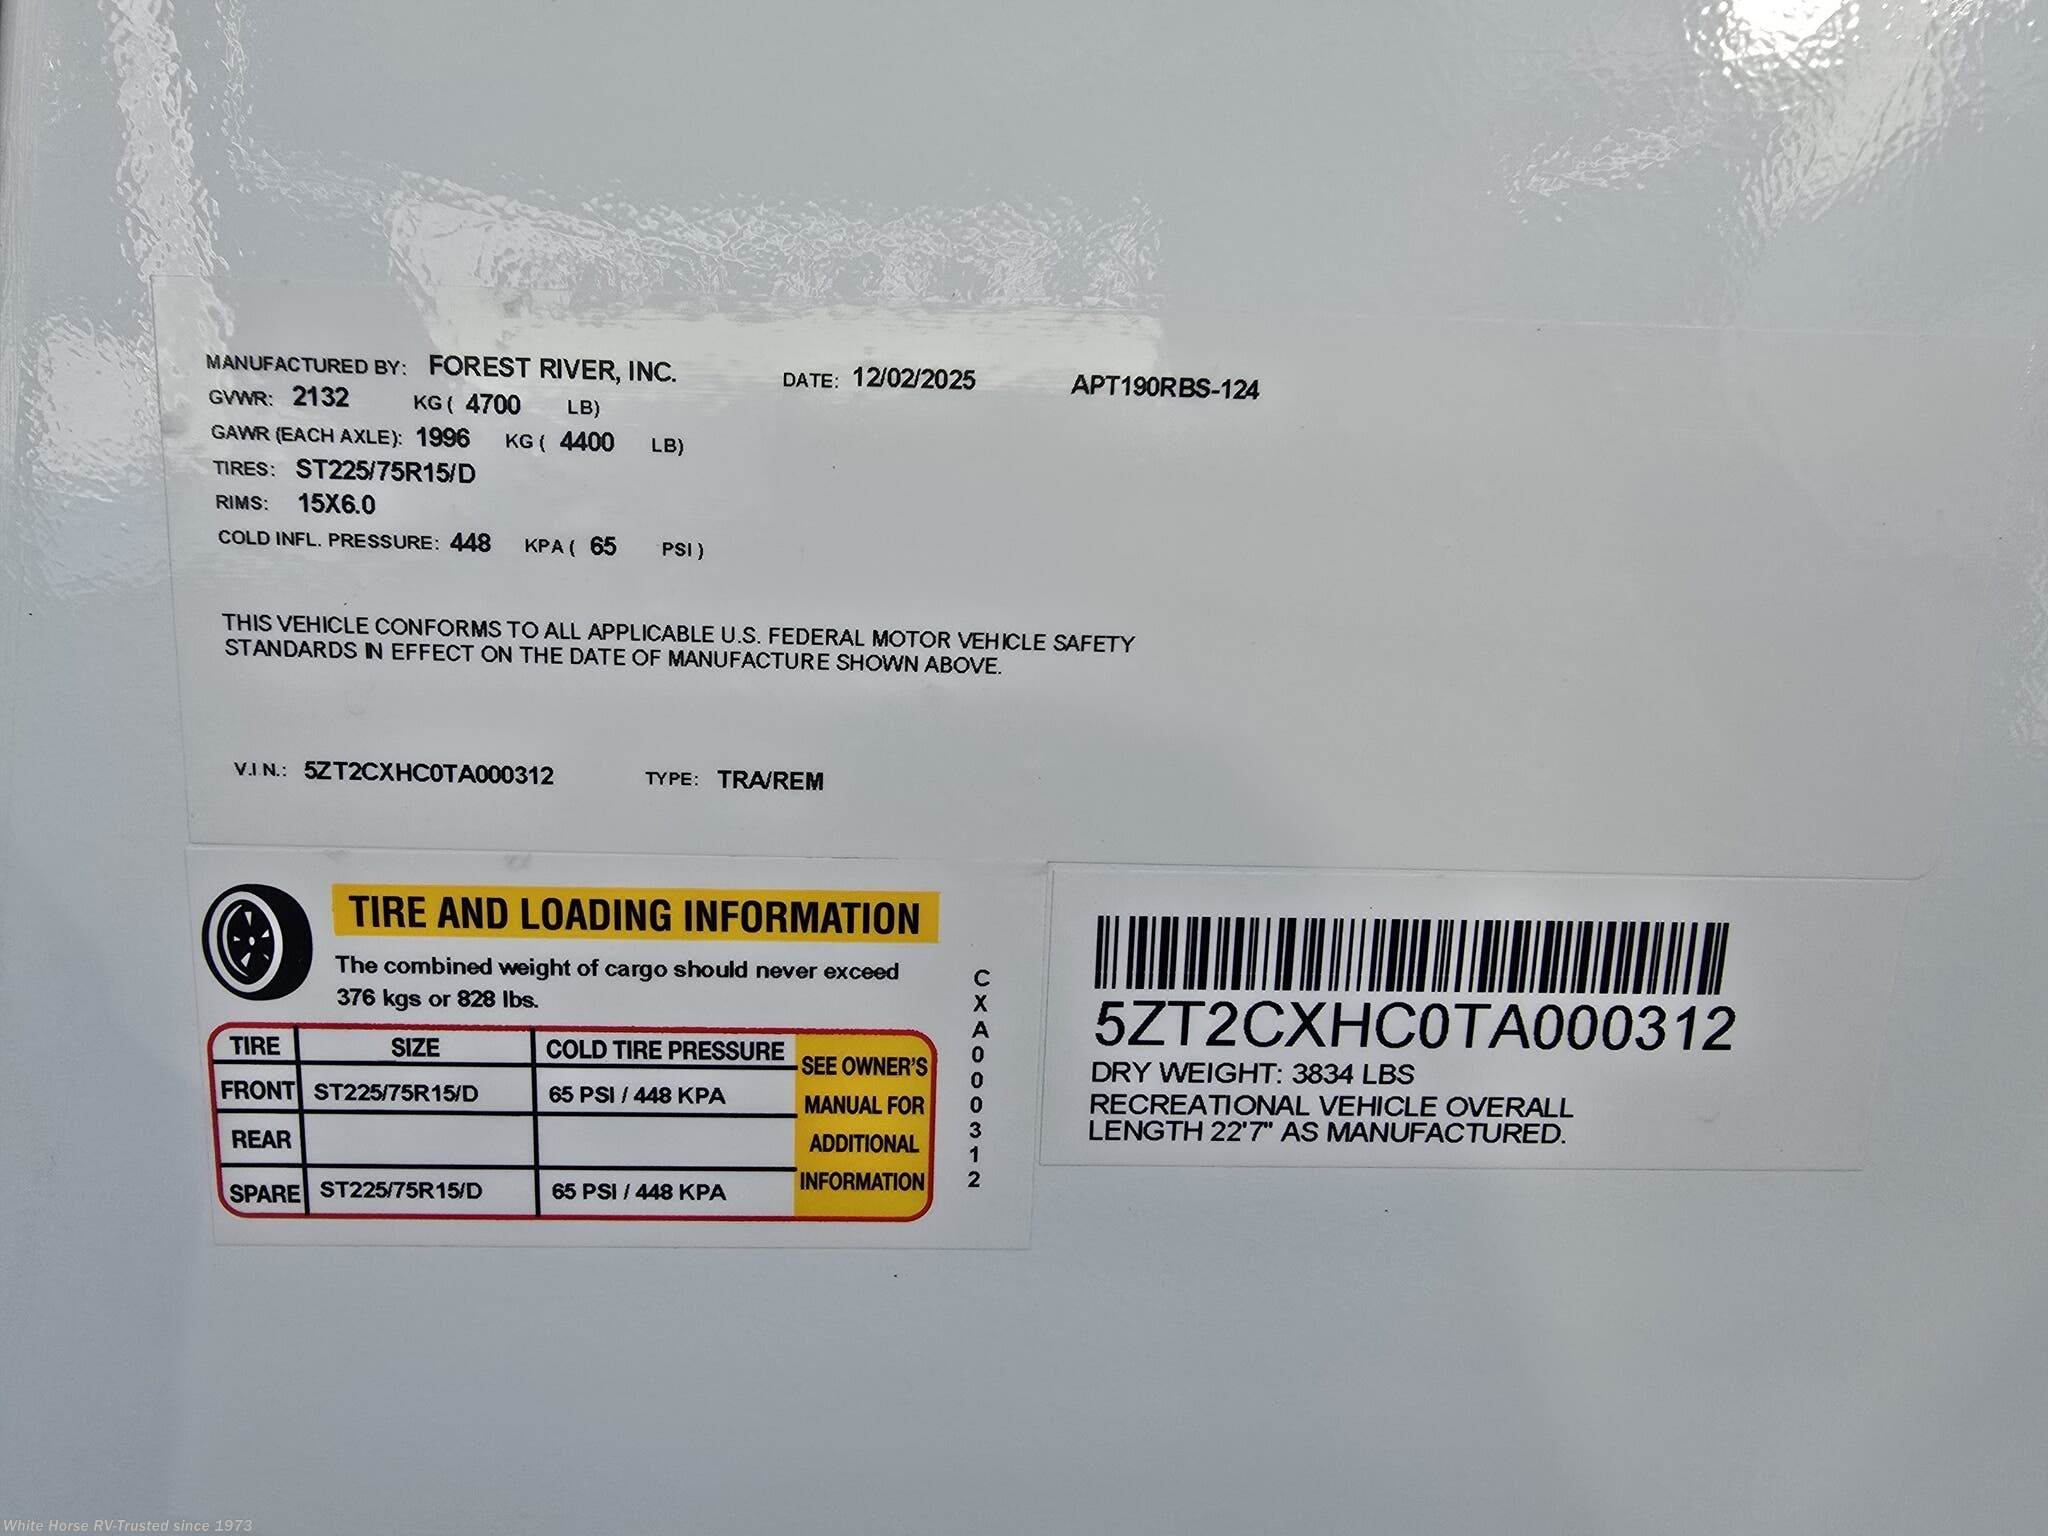 MANUFACTURED BY: FOREST RIVER, INC. DATE: 12/02/2025 APT190RBS-124
GVWR: 2132 KG ( 4700 LB)
GAWR (EACH AXLE): 1996 KG ( 4400 LB)
TIRES: ST225/75R15/D
RIMS: 15X6.0
COLD INFL. PRESSURE: 448 KPA ( 65 PSI )
THIS VEHICLE CONFORMS TO ALL APPLICABLE U.S. FEDERAL MOTOR VEHICLE SAFETY
STANDARDS IN EFFECT ON THE DATE OF MANUFACTURE SHOWN ABOVE.
V.I.N.: 5ZT2CXHC0TA000312 TYPE: TRA/REM
TIRE AND LOADING INFORMATION
The combined weight of cargo should never exceed
376 kgs or 828 lbs.
TIRE SIZE COLD TIRE PRESSURE
FRONT ST225/75R15/D 65 PSI / 448 KPA
REAR
SPARE ST225/75R15/D 65 PSI / 448 KPA
SEE OWNER'S
MANUAL FOR
ADDITIONAL
INFORMATION
CXA000312
5ZT2CXHC0TA000312
DRY WEIGHT: 3834 LBS
RECREATIONAL VEHICLE OVERALL
LENGTH 22'7" AS MANUFACTURED.
White Horse RV-Trusted since 1973